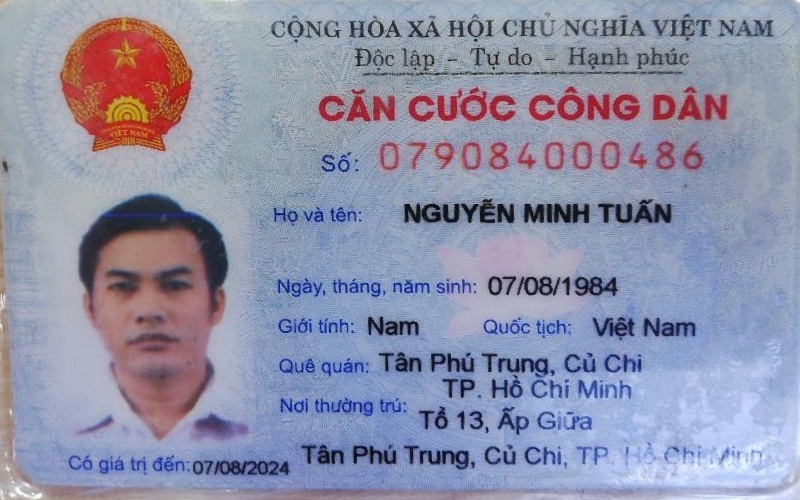 CỘNG HÒA XÃ HỘI CHỦ NGHĨA VIỆT NAM
Độc lập - Tự do - Hạnh phúc
CĂN CƯỚC CÔNG DÂN
Số: 079084000486
Họ và tên: NGUYỄN MINH TUẤN
Ngày, tháng, năm sinh: 07/08/1984
Giới tính: Nam Quốc tịch: Việt Nam
Quê quán: Tân Phú Trung, Củ Chi
TP. Hồ Chí Minh
Nơi thường trú: Tổ 13, Ấp Giữa
Tân Phú Trung, Củ Chi, TP. Hồ Chí Minh
Có giá trị đến: 07/08/2024
VIỆT NAM